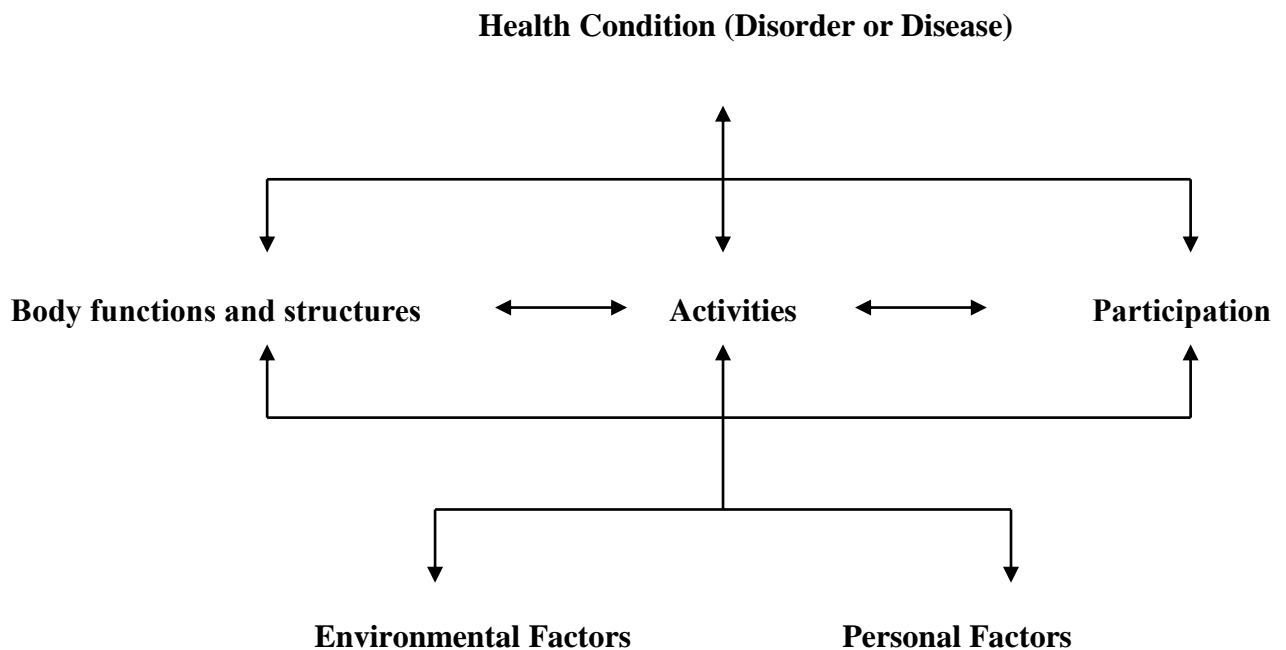 Health Condition (Disorder or Disease)
Body functions and structures
Activities
Participation
Environmental Factors
Personal Factors